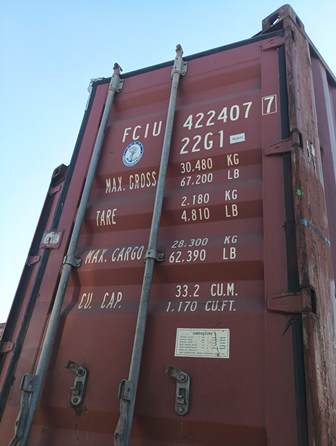 FCIU 422407 7
22G1
MAX. GROSS 30.480 KG
67.200 LB
TARE 2.180 KG
4.810 LB
MAX. CARGO 28.300 KG
62.390 LB
CU. CAP. 33.2 CU.M.
1.170 CU.FT.